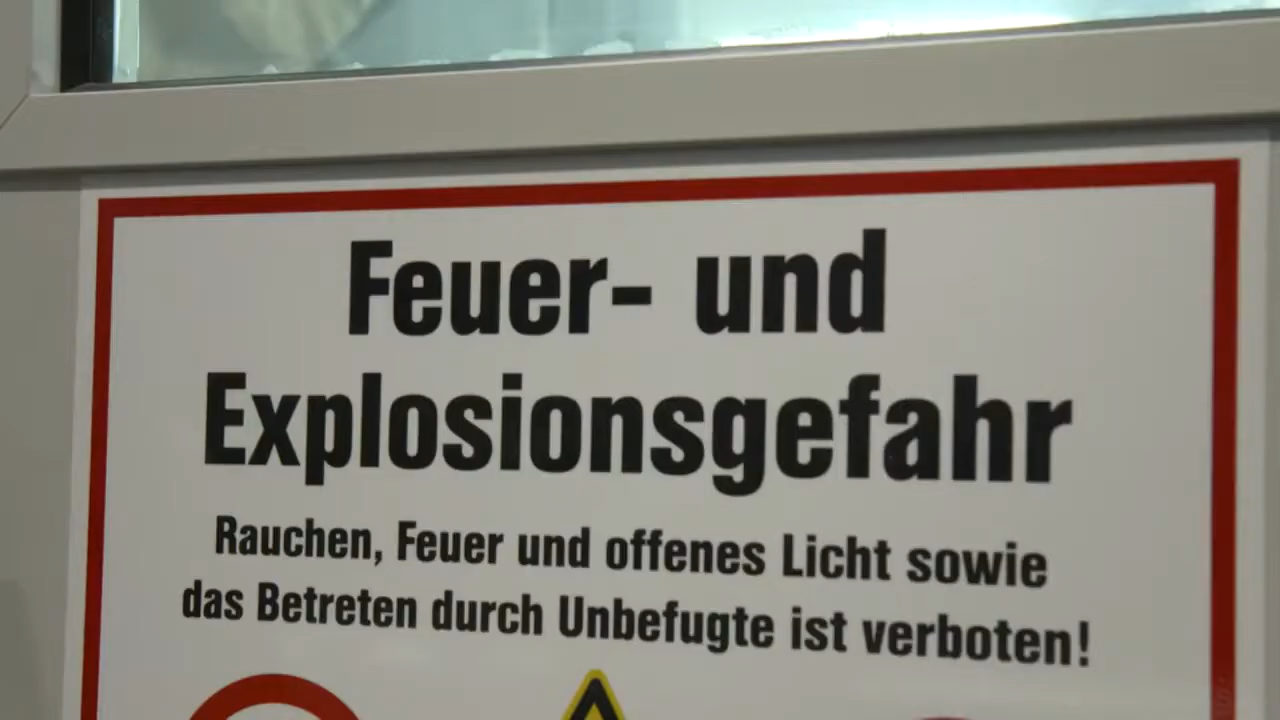 Feuer- und
Explosionsgefahr
Rauchen, Feuer und offenes Licht sowie
das Betreten durch Unbefugte ist verboten!